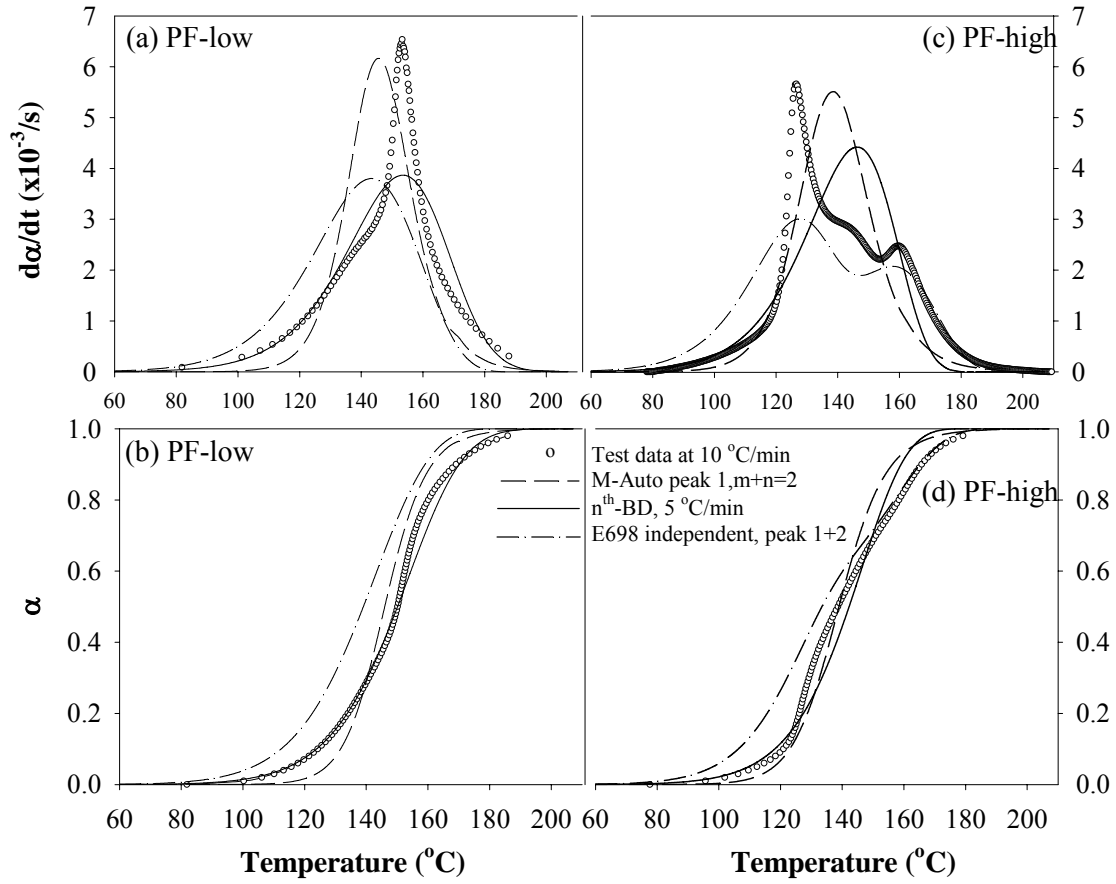 (a) PF-low
(c) PF-high
dα/dt (x10⁻³/s)
7
6
5
4
3
2
1
0
7
6
5
4
3
2
1
0
60 80 100 120 140 160 180 200
60 80 100 120 140 160 180 200
(b) PF-low
(d) PF-high
α
1.0
0.8
0.6
0.4
0.2
0.0
o Test data at 10 °C/min
M-Auto peak 1,m+n=2
nᵗʰ-BD, 5 °C/min
E698 independent, peak 1+2
1.0
0.8
0.6
0.4
0.2
0.0
60 80 100 120 140 160 180 200
60 80 100 120 140 160 180 200
Temperature (°C)
Temperature (°C)